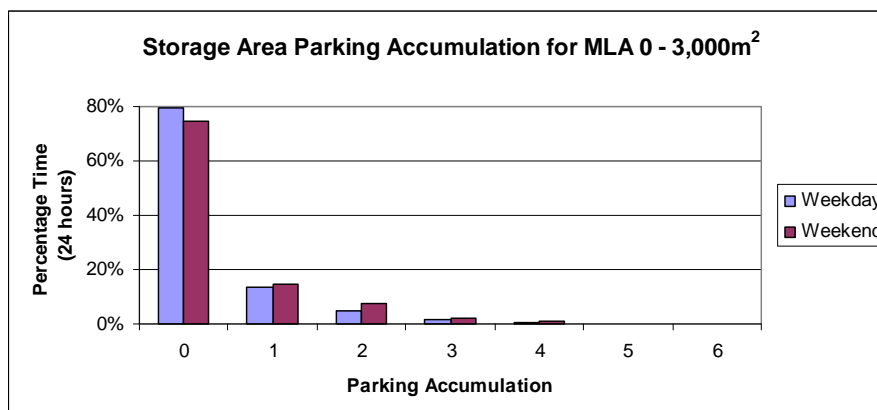 Storage Area Parking Accumulation for MLA 0 - 3,000m²
80%
60%
40%
20%
0%
Percentage Time
(24 hours)
0 1 2 3 4 5 6
Parking Accumulation
Weekday
Weekend